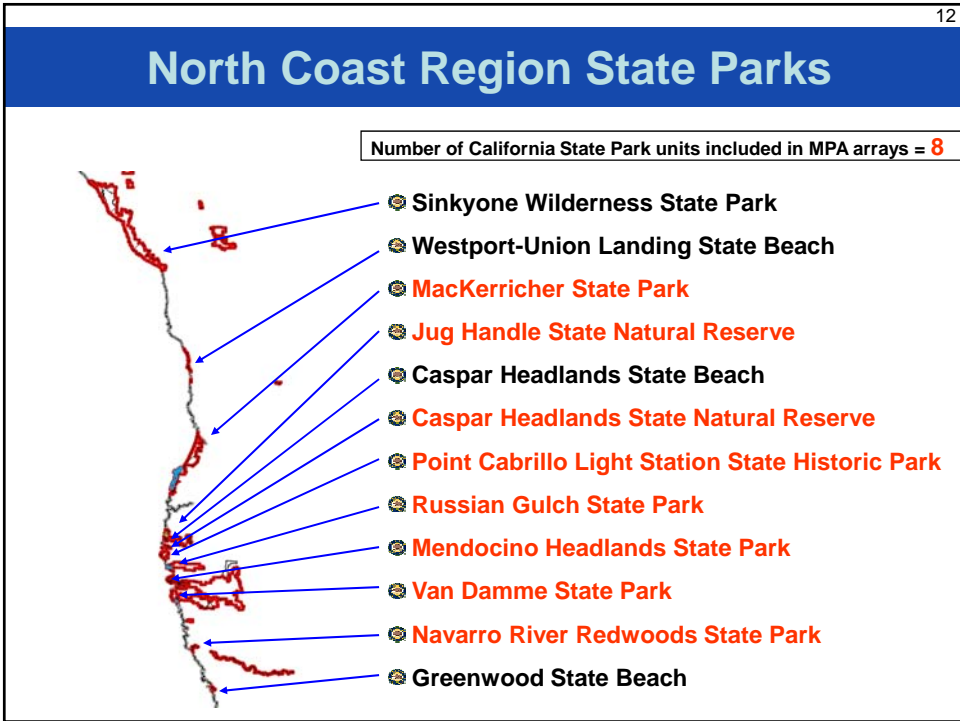 12
North Coast Region State Parks
Number of California State Park units included in MPA arrays = 8
Sinkyone Wilderness State Park
Westport-Union Landing State Beach
MacKerricher State Park
Jug Handle State Natural Reserve
Caspar Headlands State Beach
Caspar Headlands State Natural Reserve
Point Cabrillo Light Station State Historic Park
Russian Gulch State Park
Mendocino Headlands State Park
Van Damme State Park
Navarro River Redwoods State Park
Greenwood State Beach